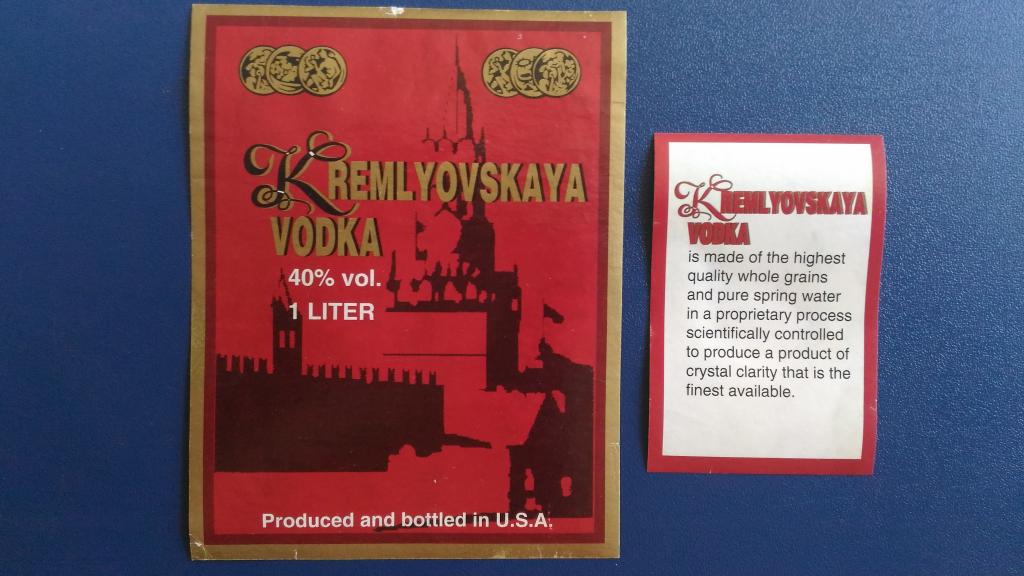 KREMLYOVSKAYA
VODKA
40% vol.
1 LITER
Produced and bottled in U.S.A.
KREMLYOVSKAYA
VODKA
is made of the highest
quality whole grains
and pure spring water
in a proprietary process
scientifically controlled
to produce a product of
crystal clarity that is the
finest available.